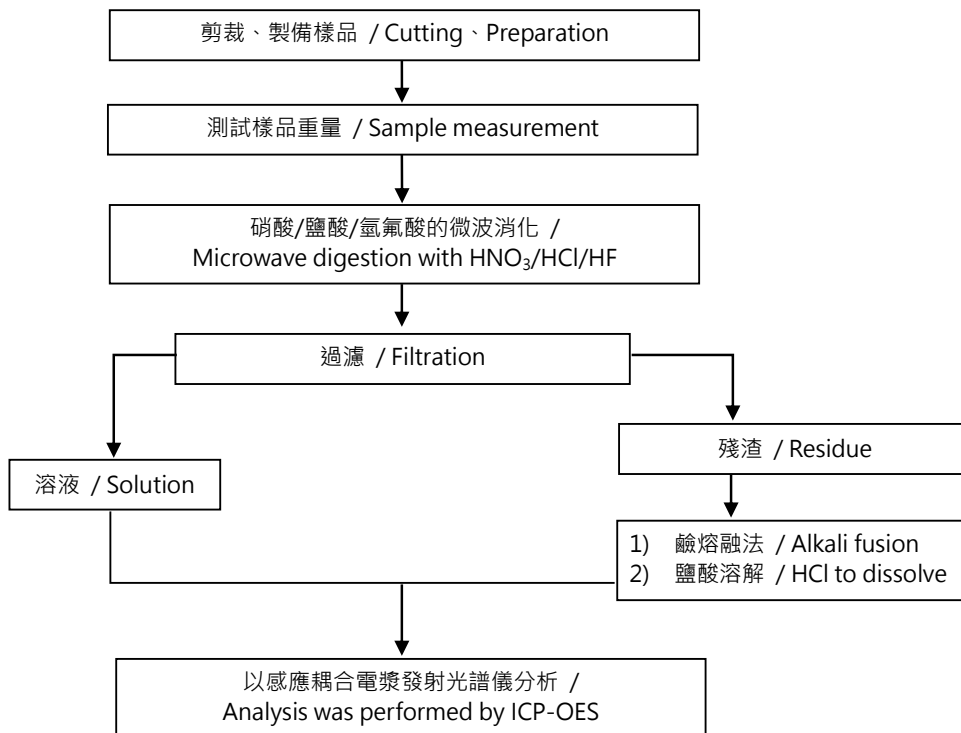 剪裁、製備樣品 / Cutting、Preparation
測試樣品重量 / Sample measurement
硝酸/鹽酸/氫氟酸的微波消化 /
Microwave digestion with HNO₃/HCl/HF
過濾 / Filtration
溶液 / Solution
殘渣 / Residue
1) 鹼熔融法 / Alkali fusion
2) 鹽酸溶解 / HCl to dissolve
以感應耦合電漿發射光譜儀分析 /
Analysis was performed by ICP-OES